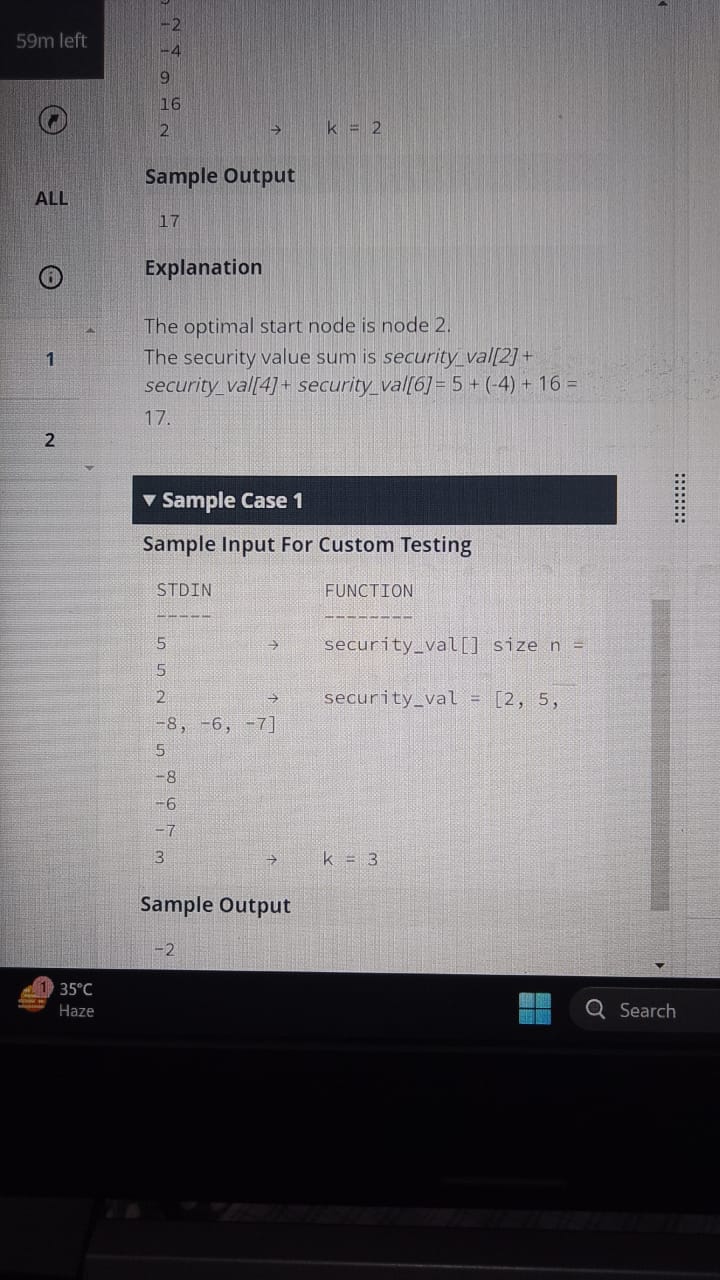 59m left
-2
-4
9
16
2 → k = 2
Sample Output
ALL
17
Explanation
The optimal start node is node 2.
1
The security value sum is security_val[2] +
security_val[4] + security_val[6] = 5 + (-4) + 16 =
17.
2
▼ Sample Case 1
Sample Input For Custom Testing
STDIN FUNCTION
----- --------
5 → security_val[] size n =
5
2 → security_val = [2, 5,
-8, -6, -7]
5
-8
-6
-7
3 → k = 3
Sample Output
-2
1
35°C
Haze
Search